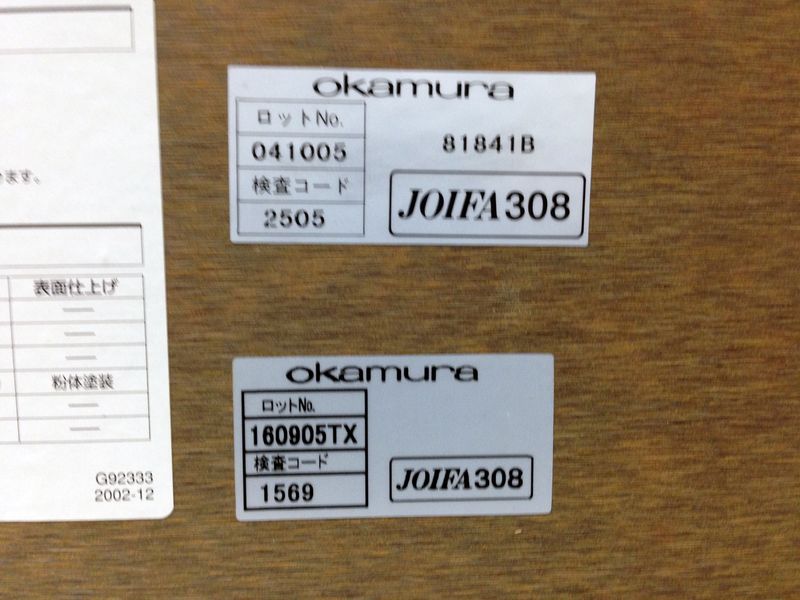 ます。
表面仕上げ
—
—
—
粉体塗装
—
—
G92333
2002-12
okamura
ロットNo.
041005
検査コード
2505
81841B
JOIFA308
okamura
ロットNo.
160905TX
検査コード
1569
JOIFA308